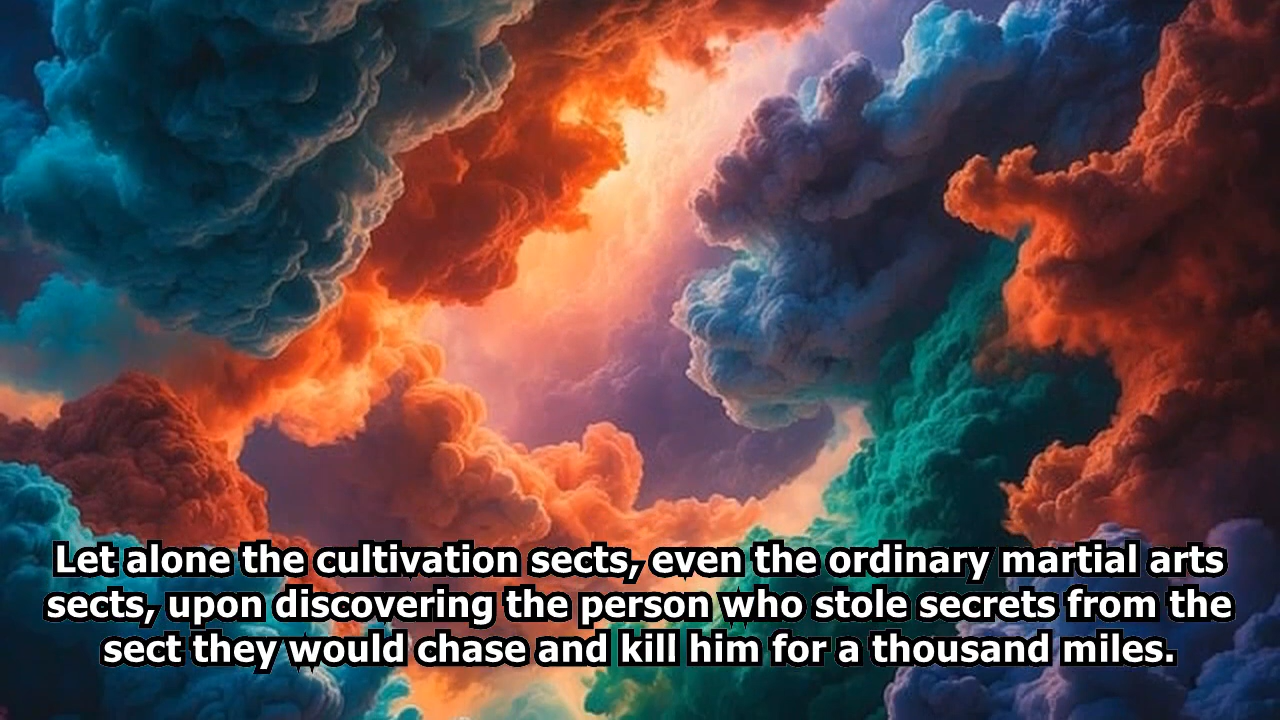 Let alone the cultivation sects, even the ordinary martial arts
sects, upon discovering the person who stole secrets from the
sect they would chase and kill him for a thousand miles.